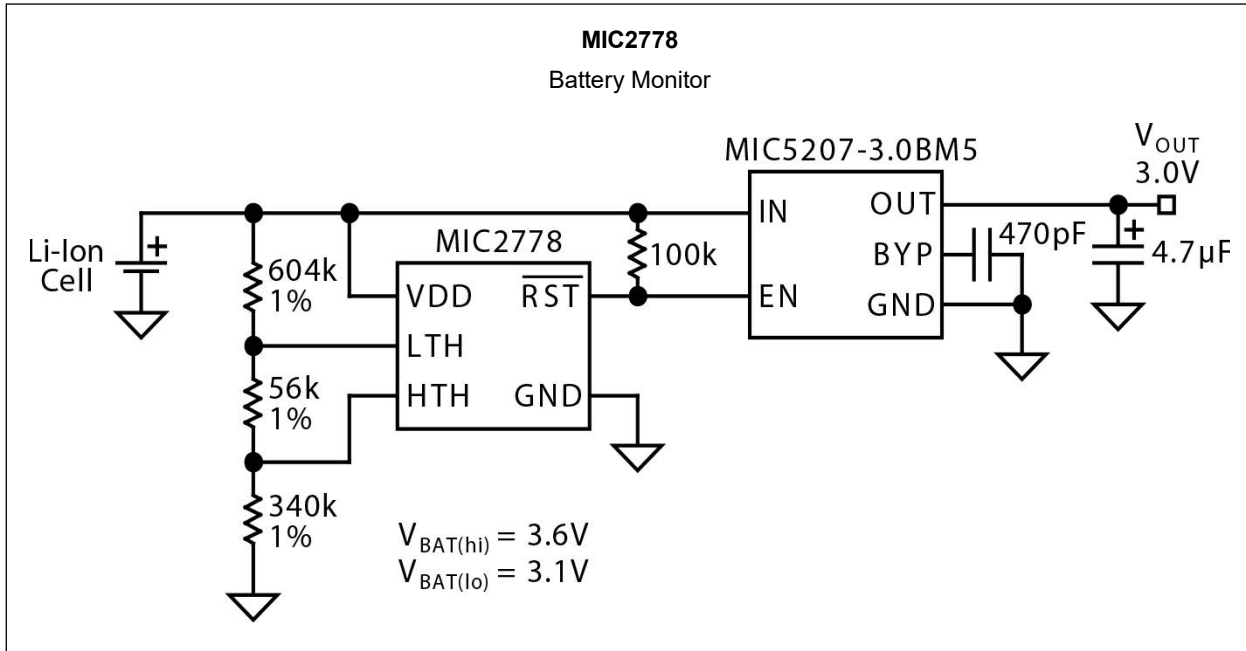 MIC2778
Battery Monitor
MIC5207-3.0BM5
V_OUT
3.0V
IN
OUT
470pF
MIC2778
100k
Li-Ion
Cell
+
604k
1%
BYP
+
4.7µF
VDD
R̅S̅T̅
EN
GND
LTH
56k
1%
HTH
GND
340k
1%
V_BAT(hi) = 3.6V
V_BAT(lo) = 3.1V